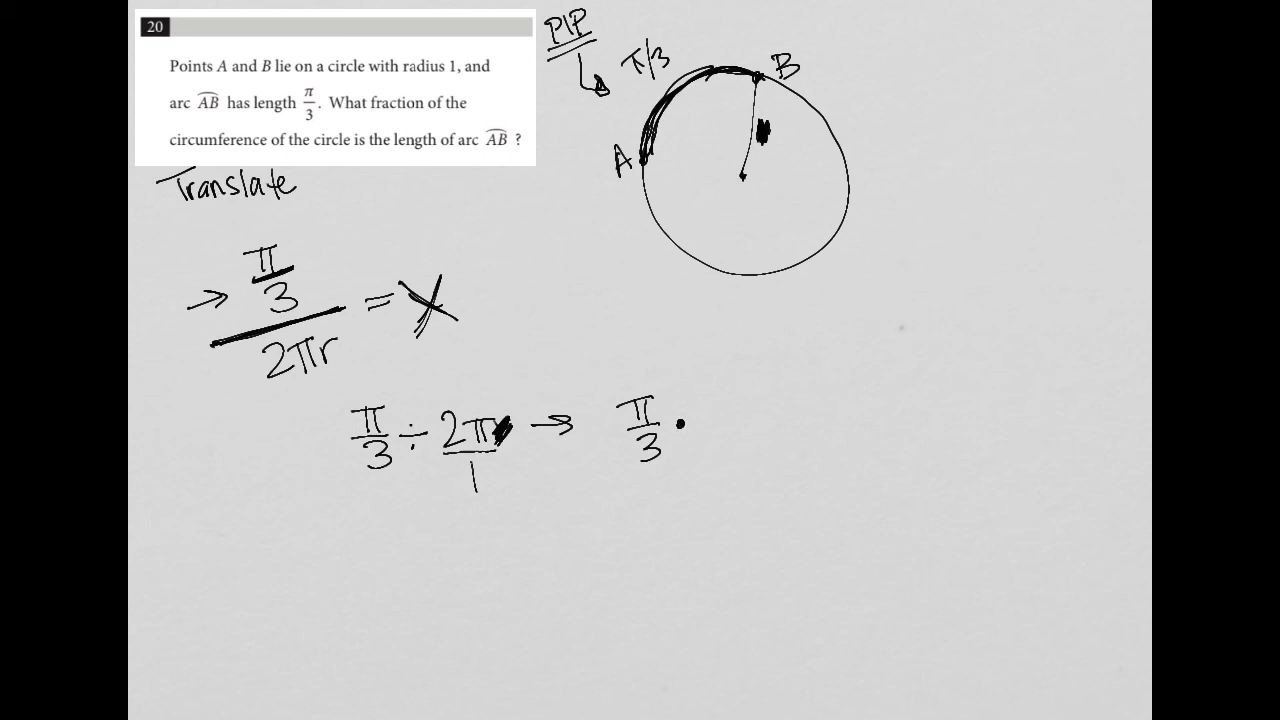 20
Points A and B lie on a circle with radius 1, and
arc AB has length π/3. What fraction of the
circumference of the circle is the length of arc AB ?
PIP
π/3
B
A
Translate
→ π/3 / 2πr = x
π/3 ÷ 2π/1 → π/3 ·